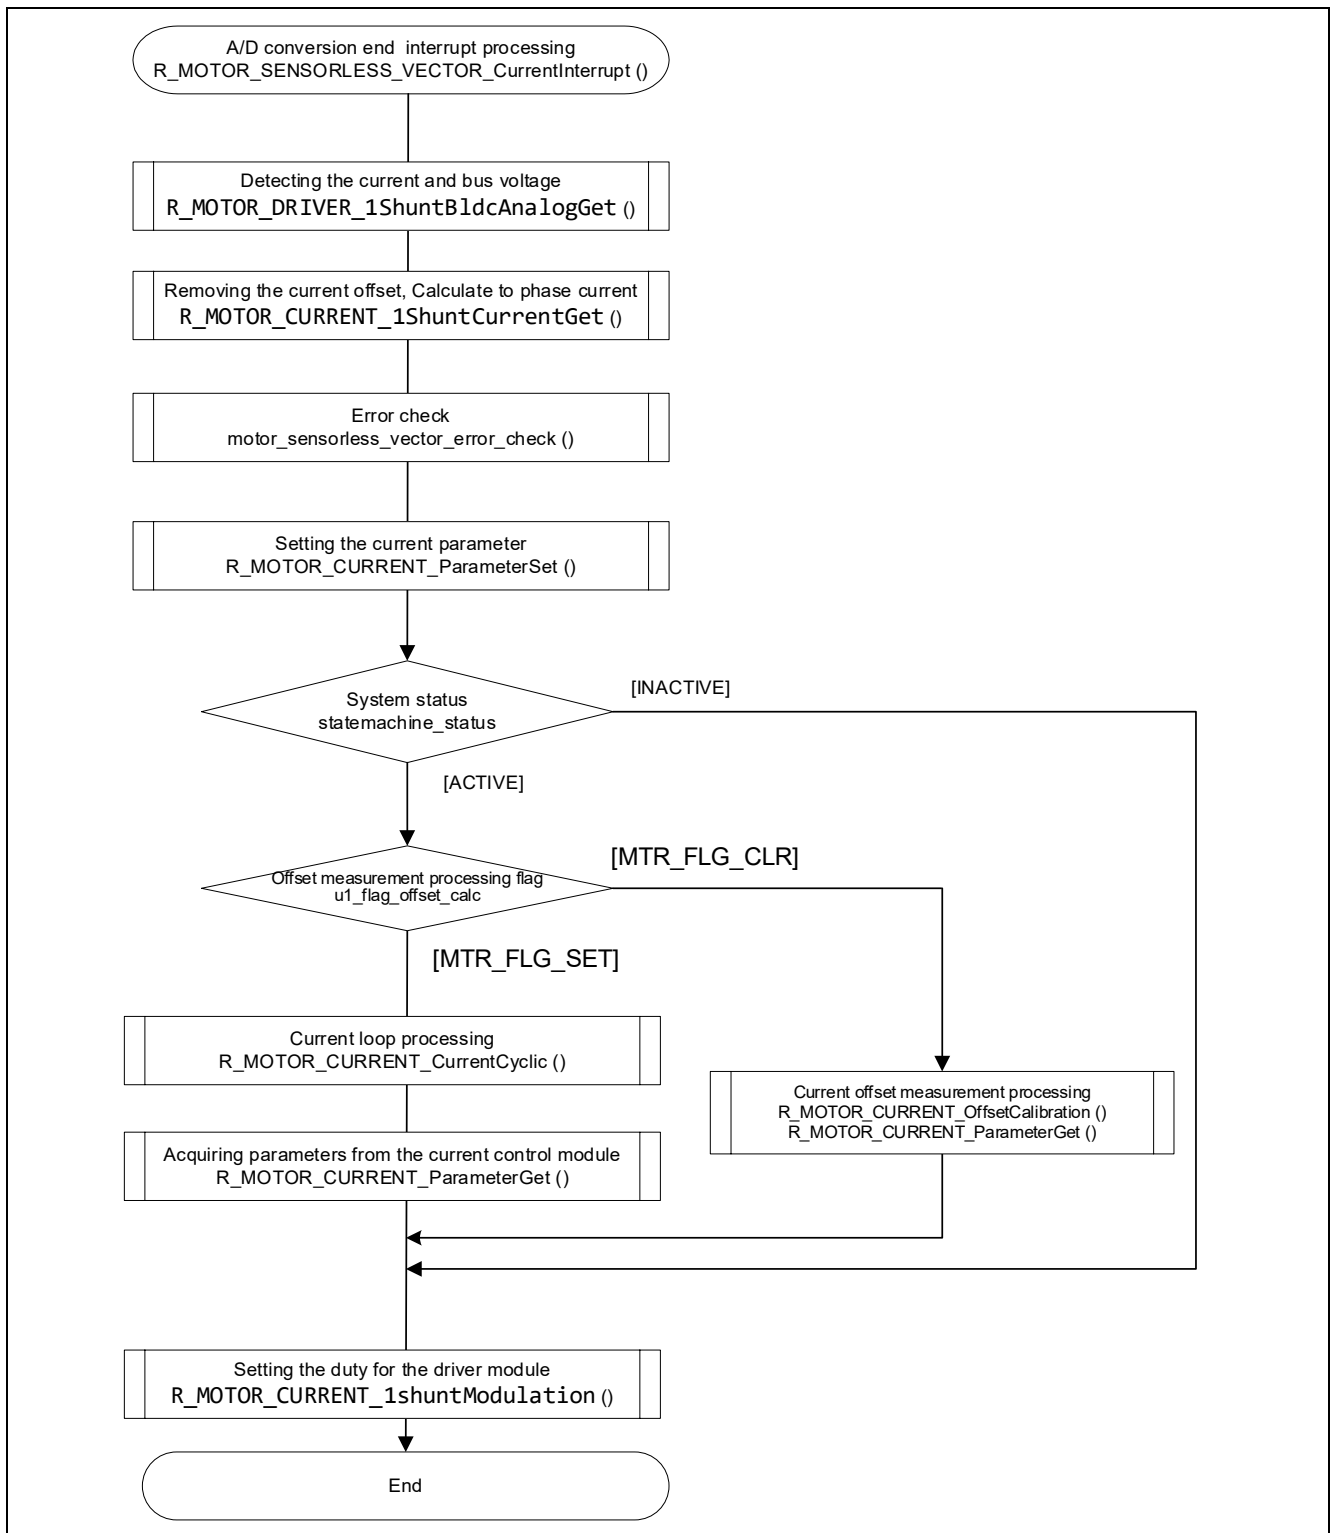 A/D conversion end interrupt processing
R_MOTOR_SENSORLESS_VECTOR_CurrentInterrupt ()
Detecting the current and bus voltage
R_MOTOR_DRIVER_1ShuntBldcAnalogGet ()
Removing the current offset, Calculate to phase current
R_MOTOR_CURRENT_1ShuntCurrentGet ()
Error check
motor_sensorless_vector_error_check ()
Setting the current parameter
R_MOTOR_CURRENT_ParameterSet ()
System status
statemachine_status
[INACTIVE]
[ACTIVE]
Offset measurement processing flag
u1_flag_offset_calc
[MTR_FLG_CLR]
[MTR_FLG_SET]
Current loop processing
R_MOTOR_CURRENT_CurrentCyclic ()
Current offset measurement processing
R_MOTOR_CURRENT_OffsetCalibration ()
R_MOTOR_CURRENT_ParameterGet ()
Acquiring parameters from the current control module
R_MOTOR_CURRENT_ParameterGet ()
Setting the duty for the driver module
R_MOTOR_CURRENT_1shuntModulation ()
End